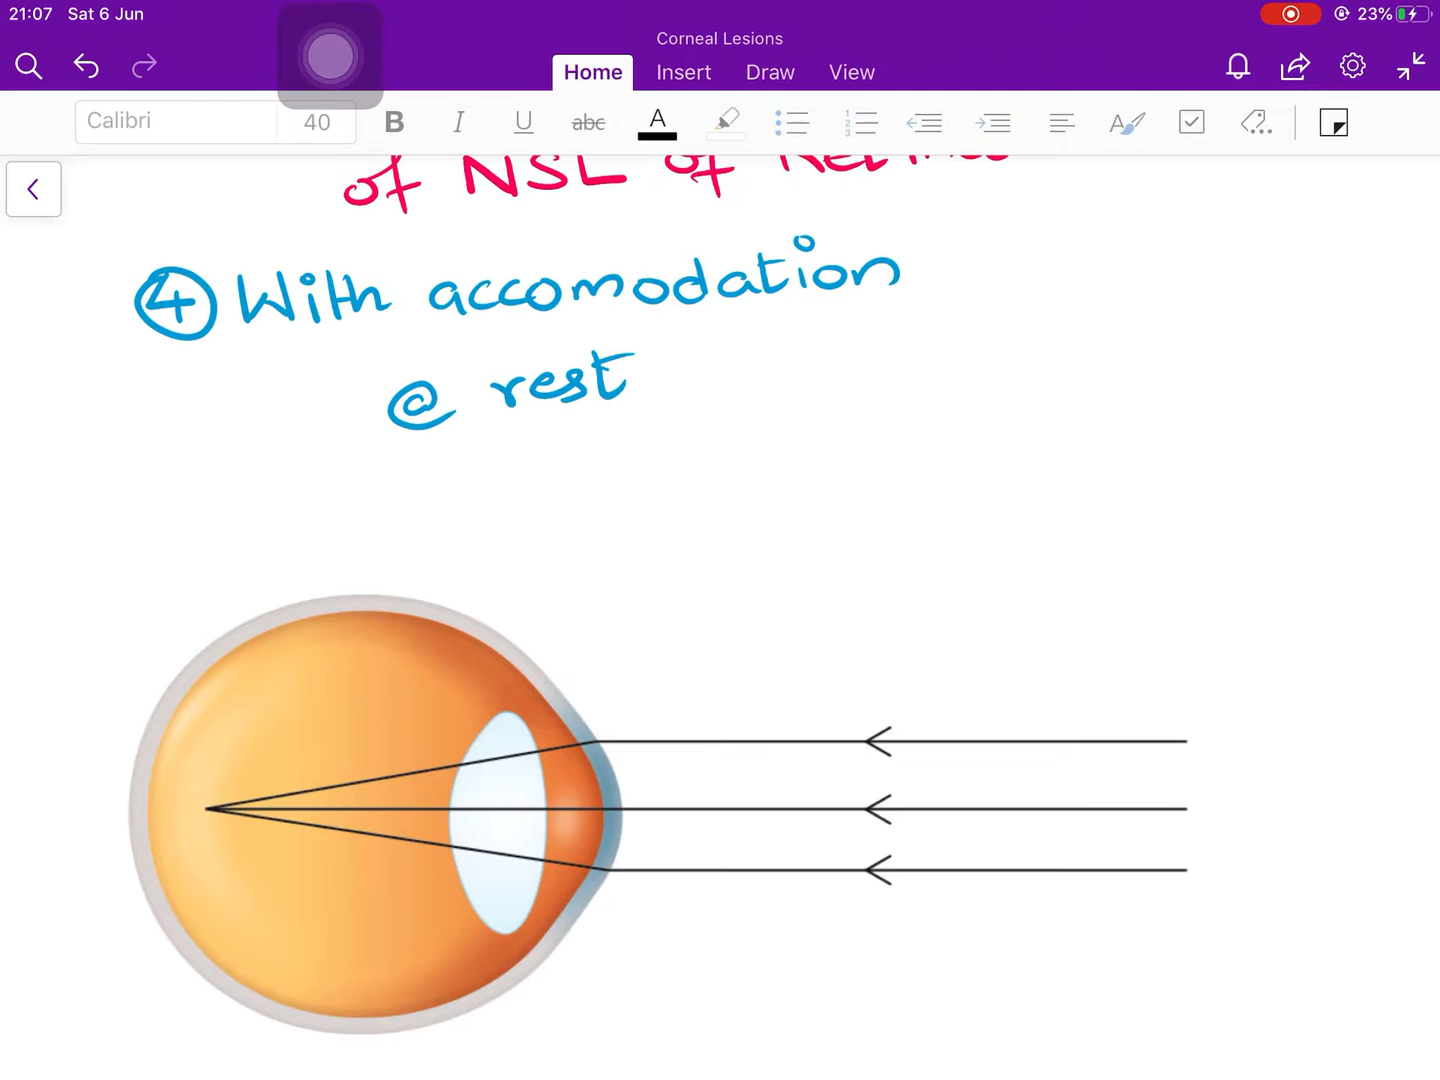 21:07 Sat 6 Jun
23%
Corneal Lesions
Home Insert Draw View
Calibri 40 B I U abc A
of NSL of
④ With accomodation
@ rest